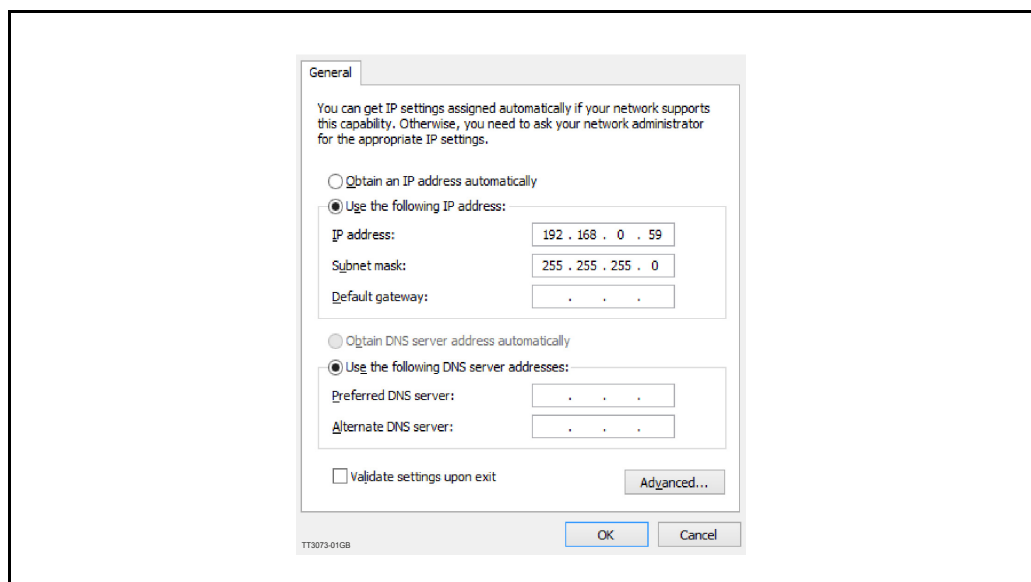 General
You can get IP settings assigned automatically if your network supports
this capability. Otherwise, you need to ask your network administrator
for the appropriate IP settings.
Obtain an IP address automatically
Use the following IP address:
IP address: 192 . 168 . 0 . 59
Subnet mask: 255 . 255 . 255 . 0
Default gateway: . . .
Obtain DNS server address automatically
Use the following DNS server addresses:
Preferred DNS server: . . .
Alternate DNS server: . . .
Validate settings upon exit
Advanced...
OK Cancel
TT3073-01GB